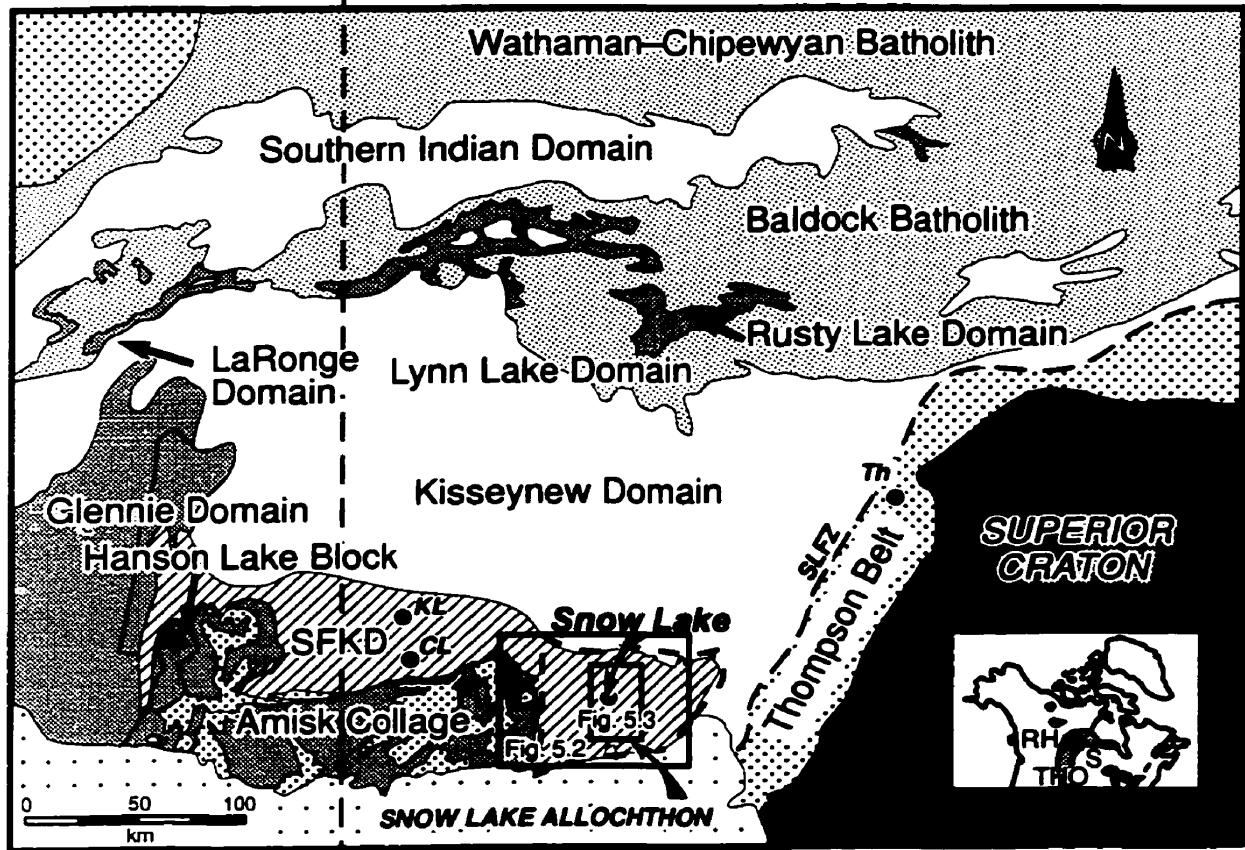 Wathaman–Chipewyan Batholith
Southern Indian Domain
N
Baldock Batholith
Rusty Lake Domain
LaRonge
Domain
Lynn Lake Domain
Kisseynew Domain
Th
Glennie Domain
Hanson Lake Block
SUPERIOR
CRATON
SLFZ
Thompson Belt
KL
Snow Lake
SFKD
CL
Amisk Collage
Fig. 5.3
Fig. 5.2
RH
S
THO
0 50 100
km
SNOW LAKE ALLOCHTHON